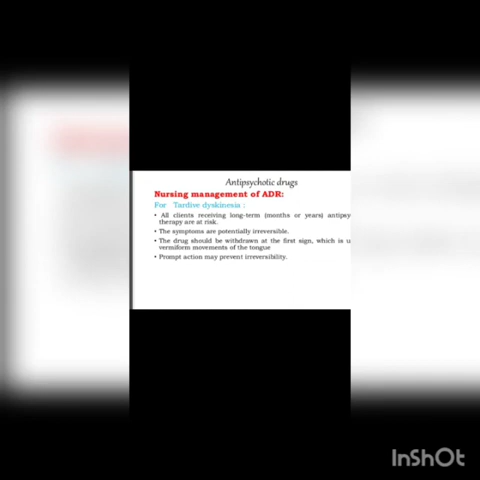 Antipsychotic drugs
Nursing management of ADR:
For Tardive dyskinesia :
• All clients receiving long-term (months or years) antipsy
therapy are at risk.
• The symptoms are potentially irreversible.
• The drug should be withdrawn at the first sign, which is u
vermiform movements of the tongue
• Prompt action may prevent irreversibility.
InShOt